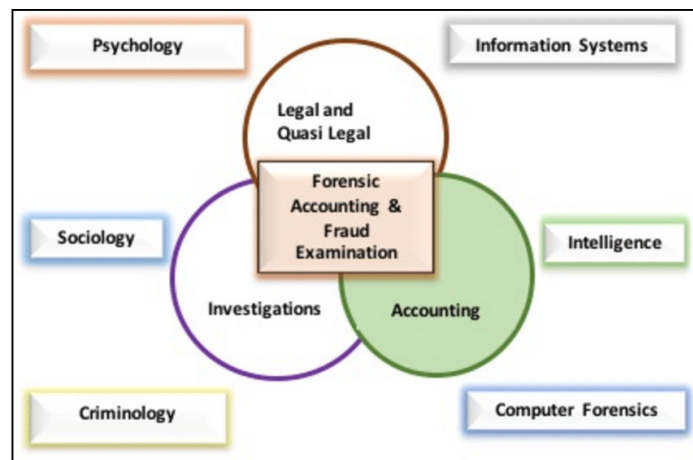 Psychology
Information Systems
Legal and
Quasi Legal
Forensic
Accounting &
Fraud
Examination
Sociology
Intelligence
Investigations
Accounting
Criminology
Computer Forensics